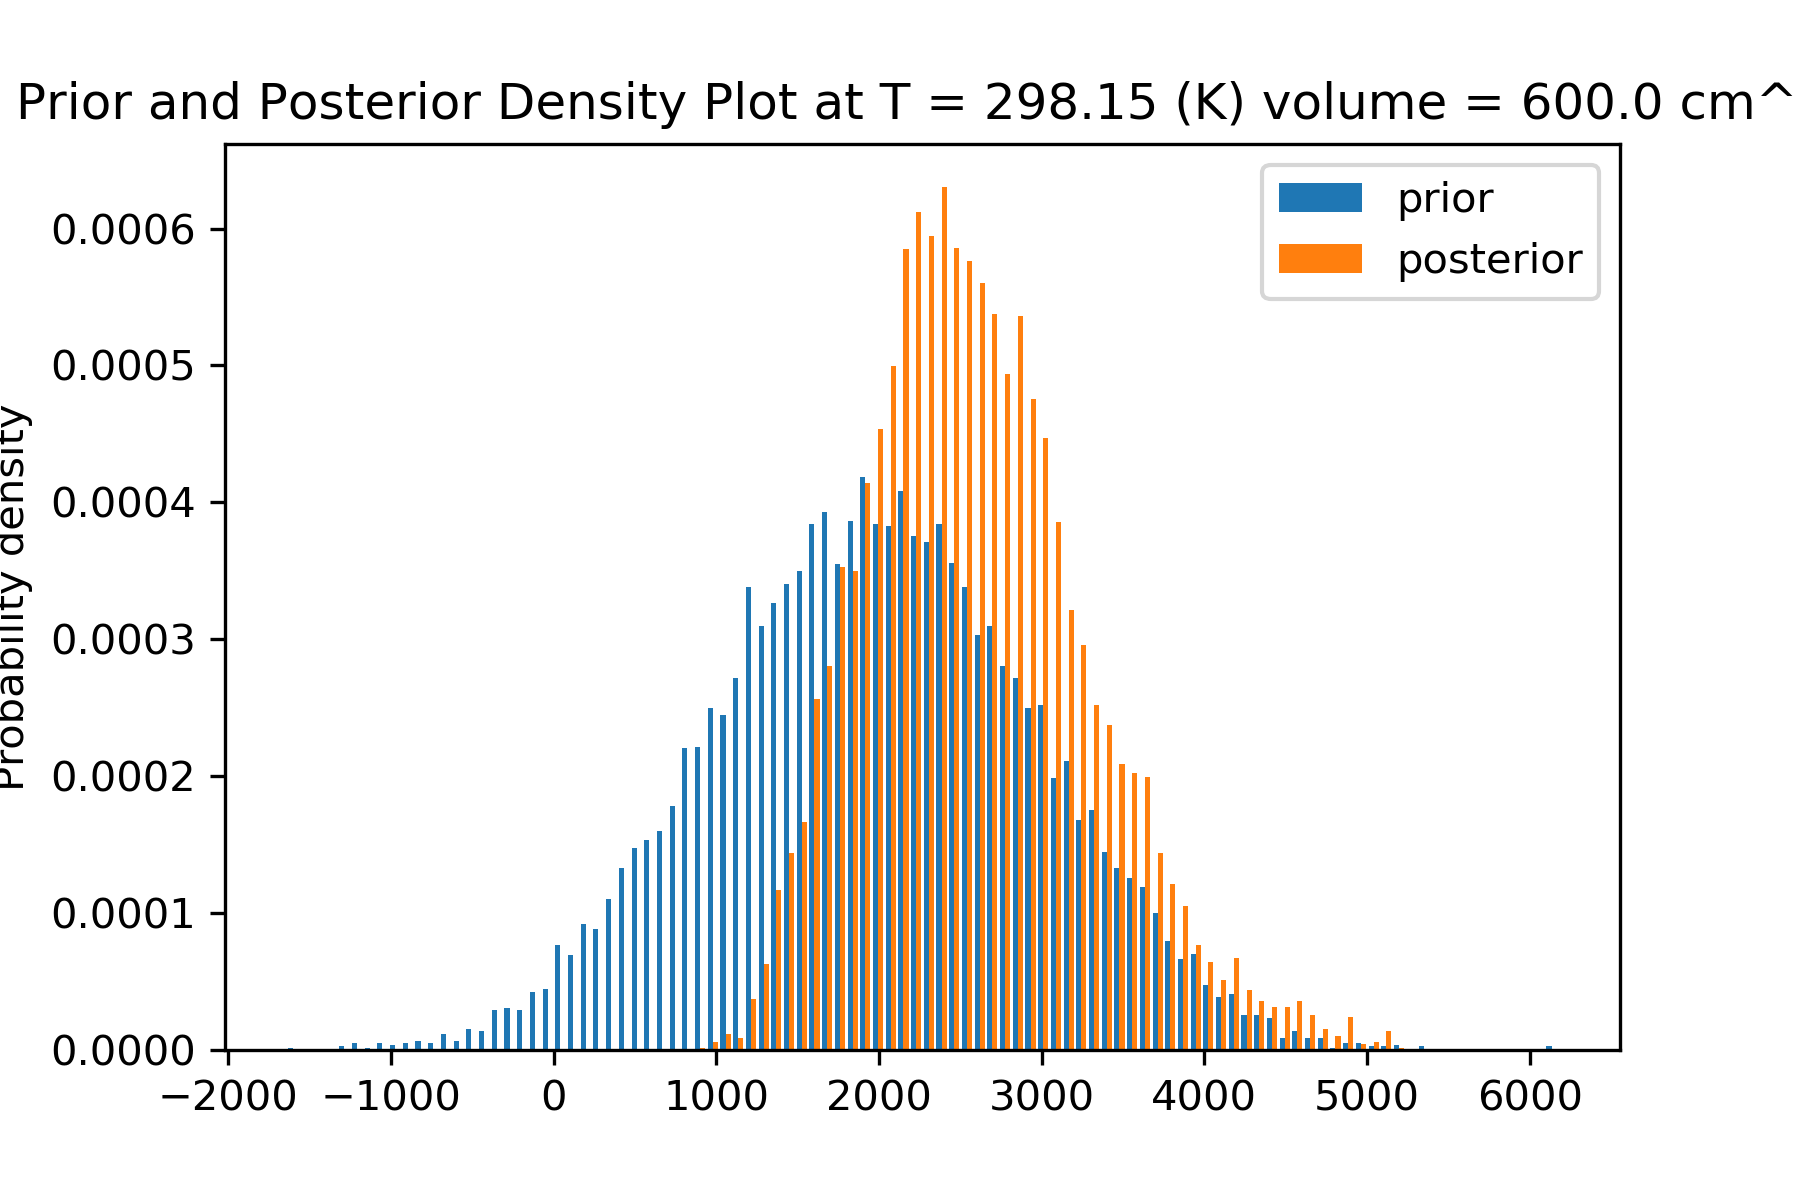 Prior and Posterior Density Plot at T = 298.15 (K) volume = 600.0 cm^
prior
posterior
Probability density
0.0006
0.0005
0.0004
0.0003
0.0002
0.0001
0.0000
−2000 −1000 0 1000 2000 3000 4000 5000 6000